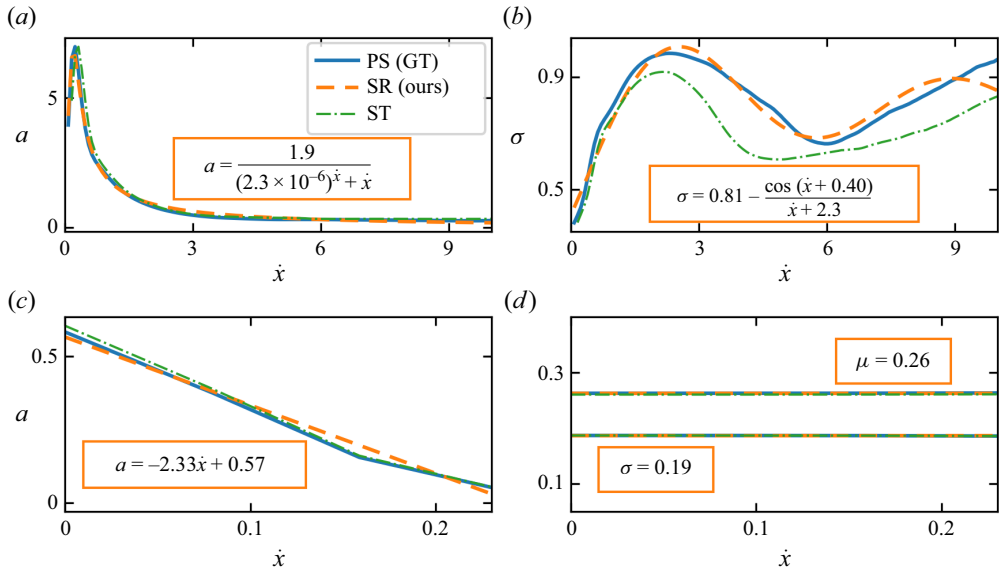 (a)
a
5
0
0
3
6
9
ẋ
PS (GT)
SR (ours)
ST
a = 1.9 / ((2.3 × 10⁻⁶)^ẋ + ẋ)
(b)
σ
0.9
0.5
0
3
6
9
ẋ
σ = 0.81 – cos (ẋ + 0.40) / (ẋ + 2.3)
(c)
a
0.5
0
0
0.1
0.2
ẋ
a = –2.33ẋ + 0.57
(d)
0.3
0.1
0
0.1
0.2
ẋ
μ = 0.26
σ = 0.19